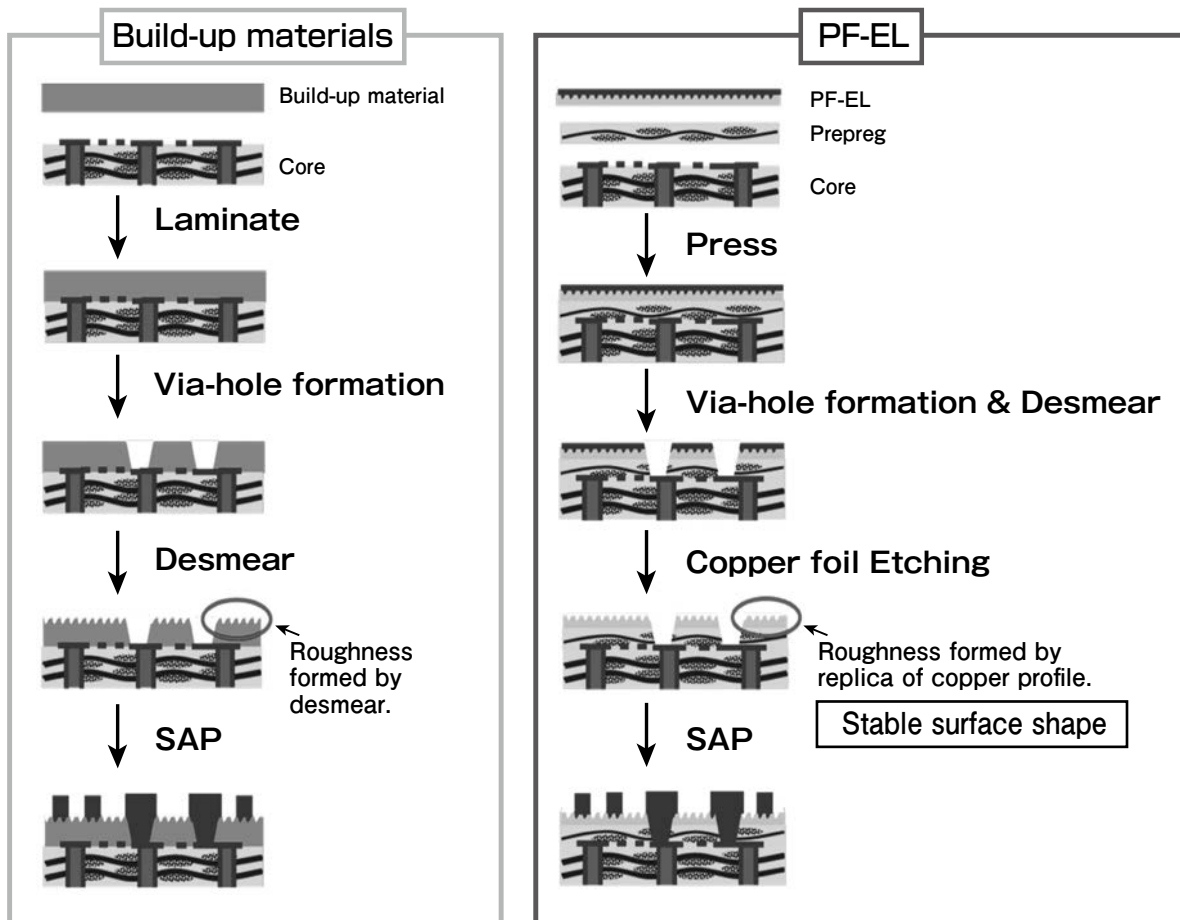 Build-up materials
Build-up material
Core
Laminate
Via-hole formation
Desmear
Roughness
formed by
desmear.
SAP
PF-EL
PF-EL
Prepreg
Core
Press
Via-hole formation & Desmear
Copper foil Etching
Roughness formed by
replica of copper profile.
Stable surface shape
SAP